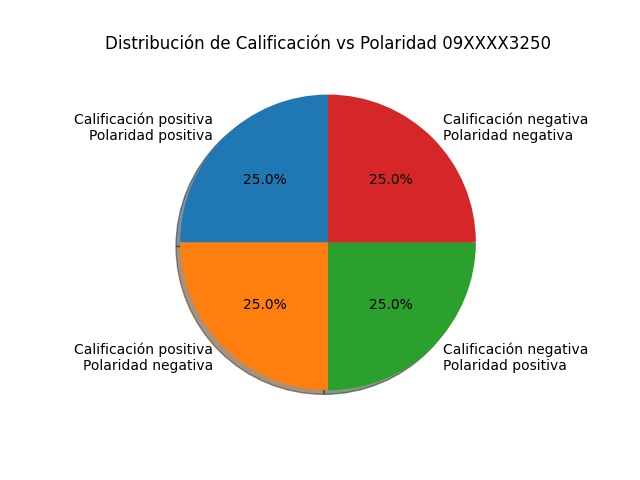 Distribución de Calificación vs Polaridad 09XXXX3250
Calificación positiva
Polaridad positiva
Calificación negativa
Polaridad negativa
25.0%
25.0%
25.0%
25.0%
Calificación positiva
Polaridad negativa
Calificación negativa
Polaridad positiva